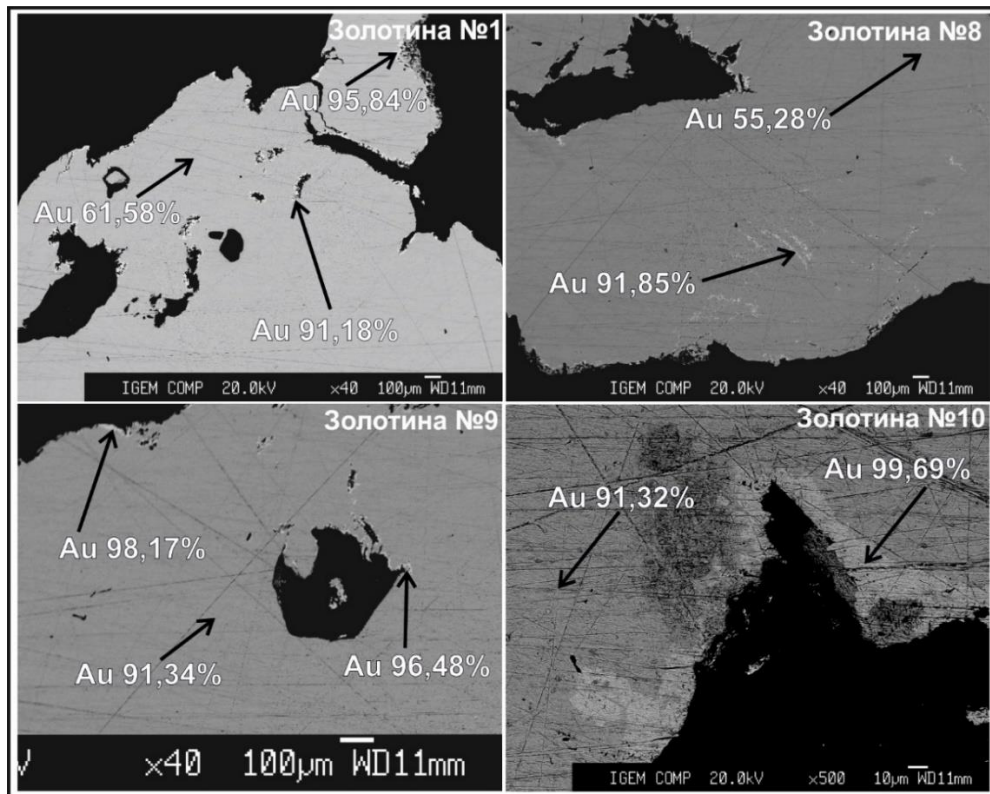 Золотина №1
Au 95,84%
Au 61,58%
Au 91,18%
IGEM COMP 20.0kV ×40 100µm WD11mm
Золотина №8
Au 55,28%
Au 91,85%
IGEM COMP 20.0kV ×40 100µm WD11mm
Золотина №9
Au 98,17%
Au 91,34%
Au 96,48%
V ×40 100µm WD11mm
Золотина №10
Au 91,32%
Au 99,69%
IGEM COMP 20.0kV ×500 10µm WD11mm